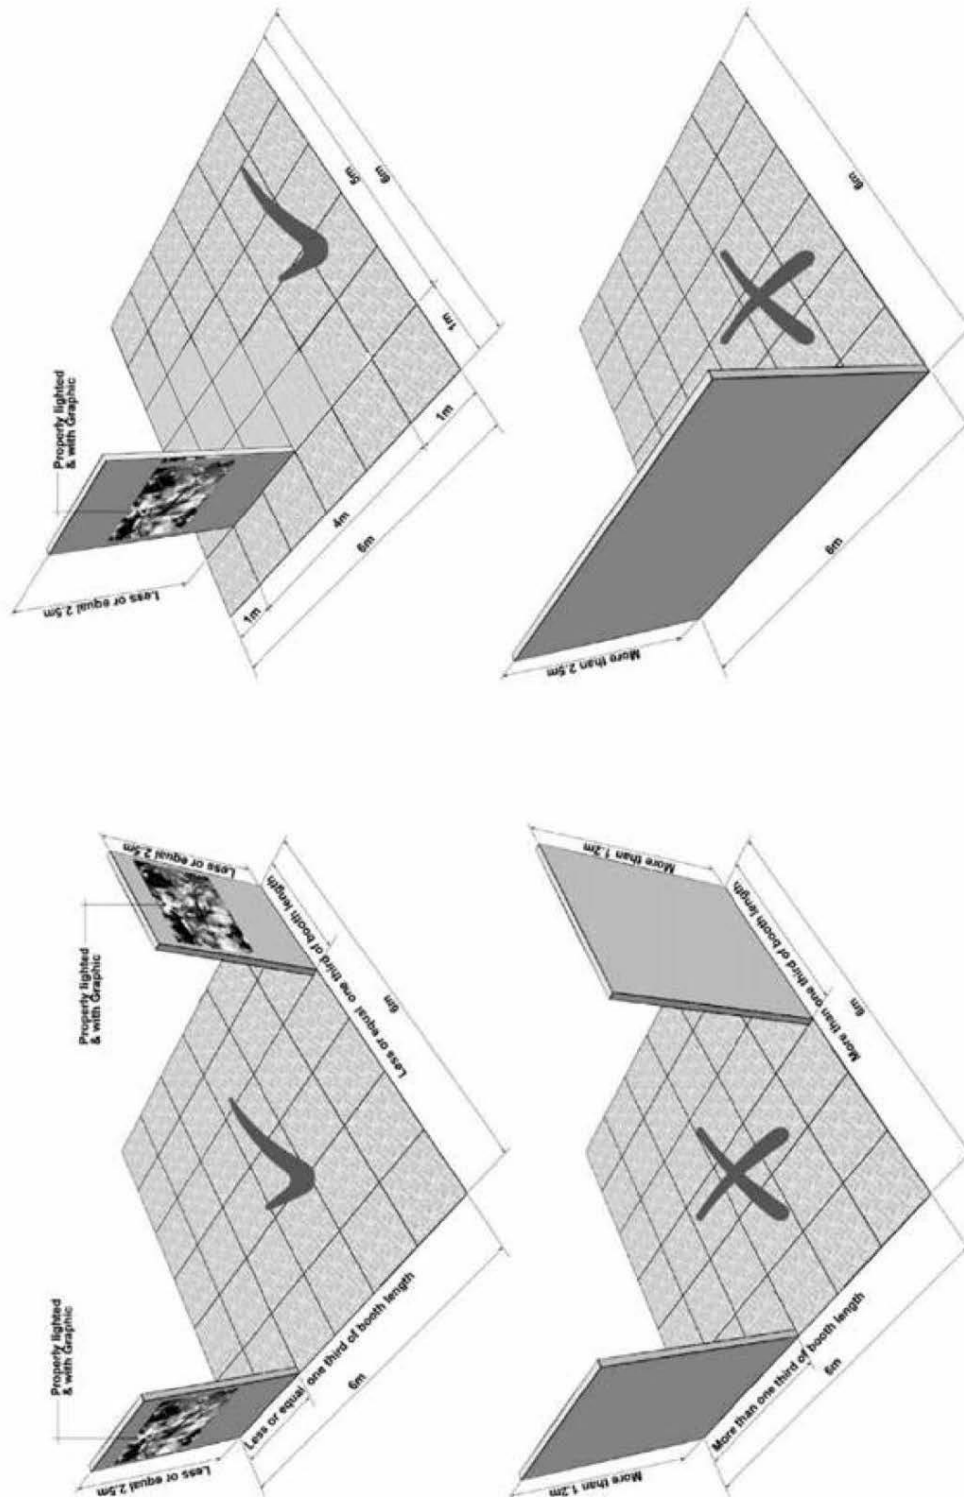 Properly lighted
& with Graphic
Less or equal 2.5m
1m
4m
6m
1m
1m
5m
6m
More than 2.5m
6m
6m
Properly lighted
& with Graphic
Less or equal 2.5m
Less or equal one third of booth length
6m
Properly lighted
& with Graphic
Less or equal 2.5m
Less or equal one third of booth length
6m
More than 1.2m
More than one third of booth length
6m
More than 1.2m
More than one third of booth length
6m